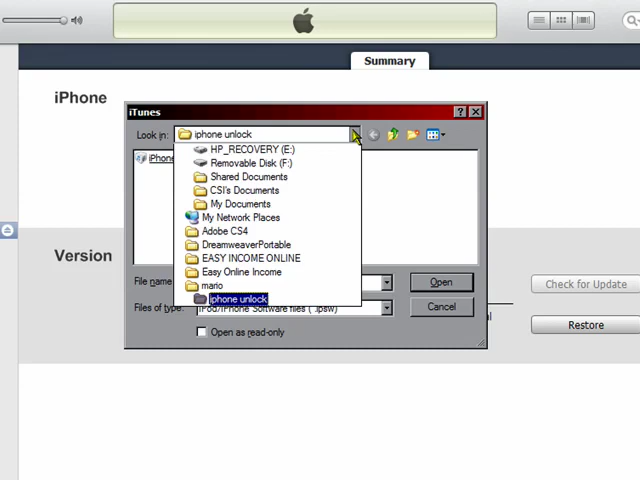 Summary
iPhone
iTunes
Look in: iphone unlock
HP_RECOVERY (E:)
iPhone
Removable Disk (F:)
Shared Documents
CSI's Documents
My Documents
My Network Places
Adobe CS4
DreamweaverPortable
Version
EASY INCOME ONLINE
Easy Online Income
File name
mario
Open
Check for Update
iphone unlock
Files of type: iPod/iPhone Software files (*.ipsw)
Cancel
Restore
Open as read-only